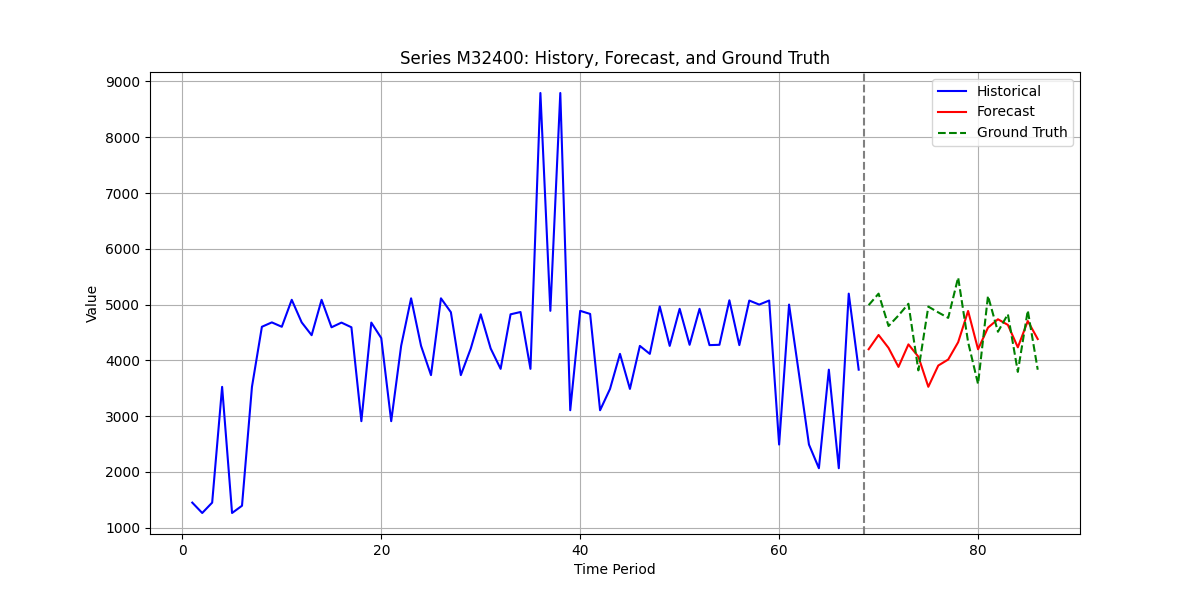 Series M32400: History, Forecast, and Ground Truth
Historical
Forecast
Ground Truth
Value
9000
8000
7000
6000
5000
4000
3000
2000
1000
0 20 40 60 80
Time Period